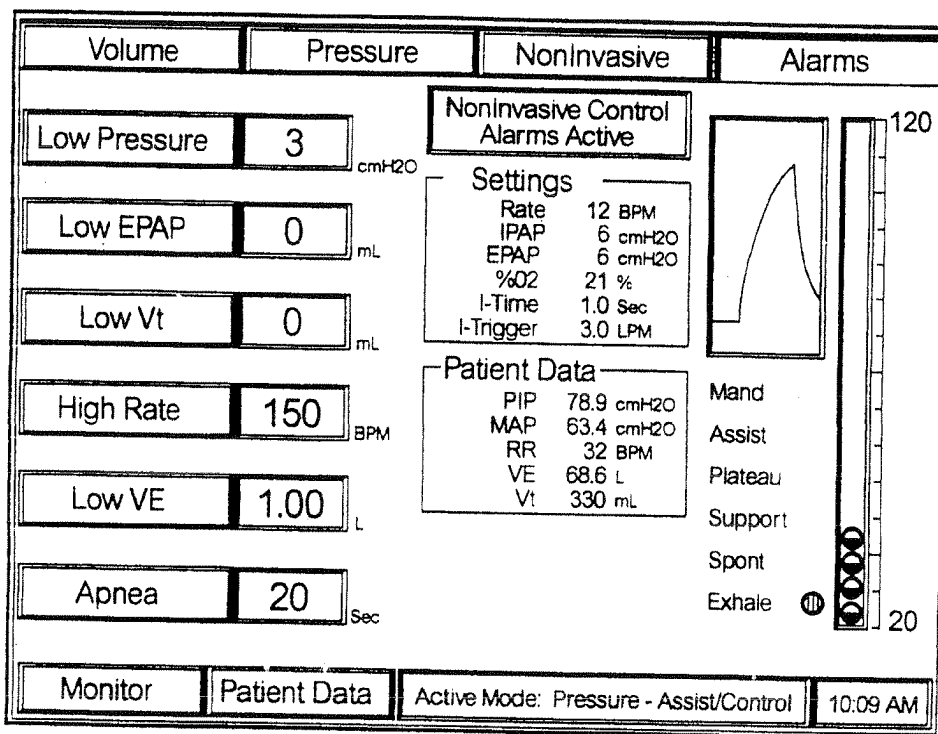 Volume Pressure NonInvasive Alarms
NonInvasive Control
Alarms Active
Low Pressure 3 cmH2O
Low EPAP 0 mL
Low Vt 0 mL
High Rate 150 BPM
Low VE 1.00 L
Apnea 20 Sec
Settings
Rate 12 BPM
IPAP 6 cmH2O
EPAP 6 cmH2O
%02 21 %
I-Time 1.0 Sec
I-Trigger 3.0 LPM
Patient Data
PIP 78.9 cmH2O
MAP 63.4 cmH2O
RR 32 BPM
VE 68.6 L
Vt 330 mL
Mand
Assist
Plateau
Support
Spont
Exhale
120
20
Monitor Patient Data Active Mode: Pressure - Assist/Control 10:09 AM